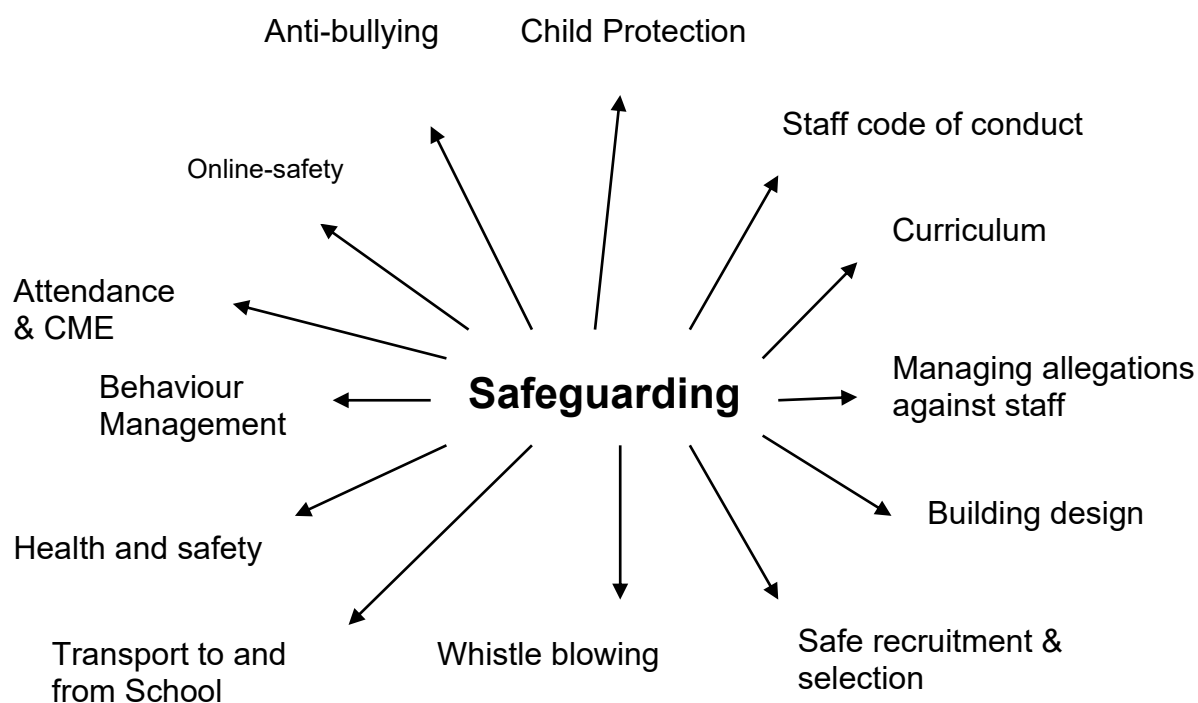 Anti-bullying
Child Protection
Staff code of conduct
Online-safety
Curriculum
Attendance
& CME
Managing allegations
against staff
Behaviour
Management
Safeguarding
Building design
Health and safety
Safe recruitment &
selection
Transport to and
from School
Whistle blowing